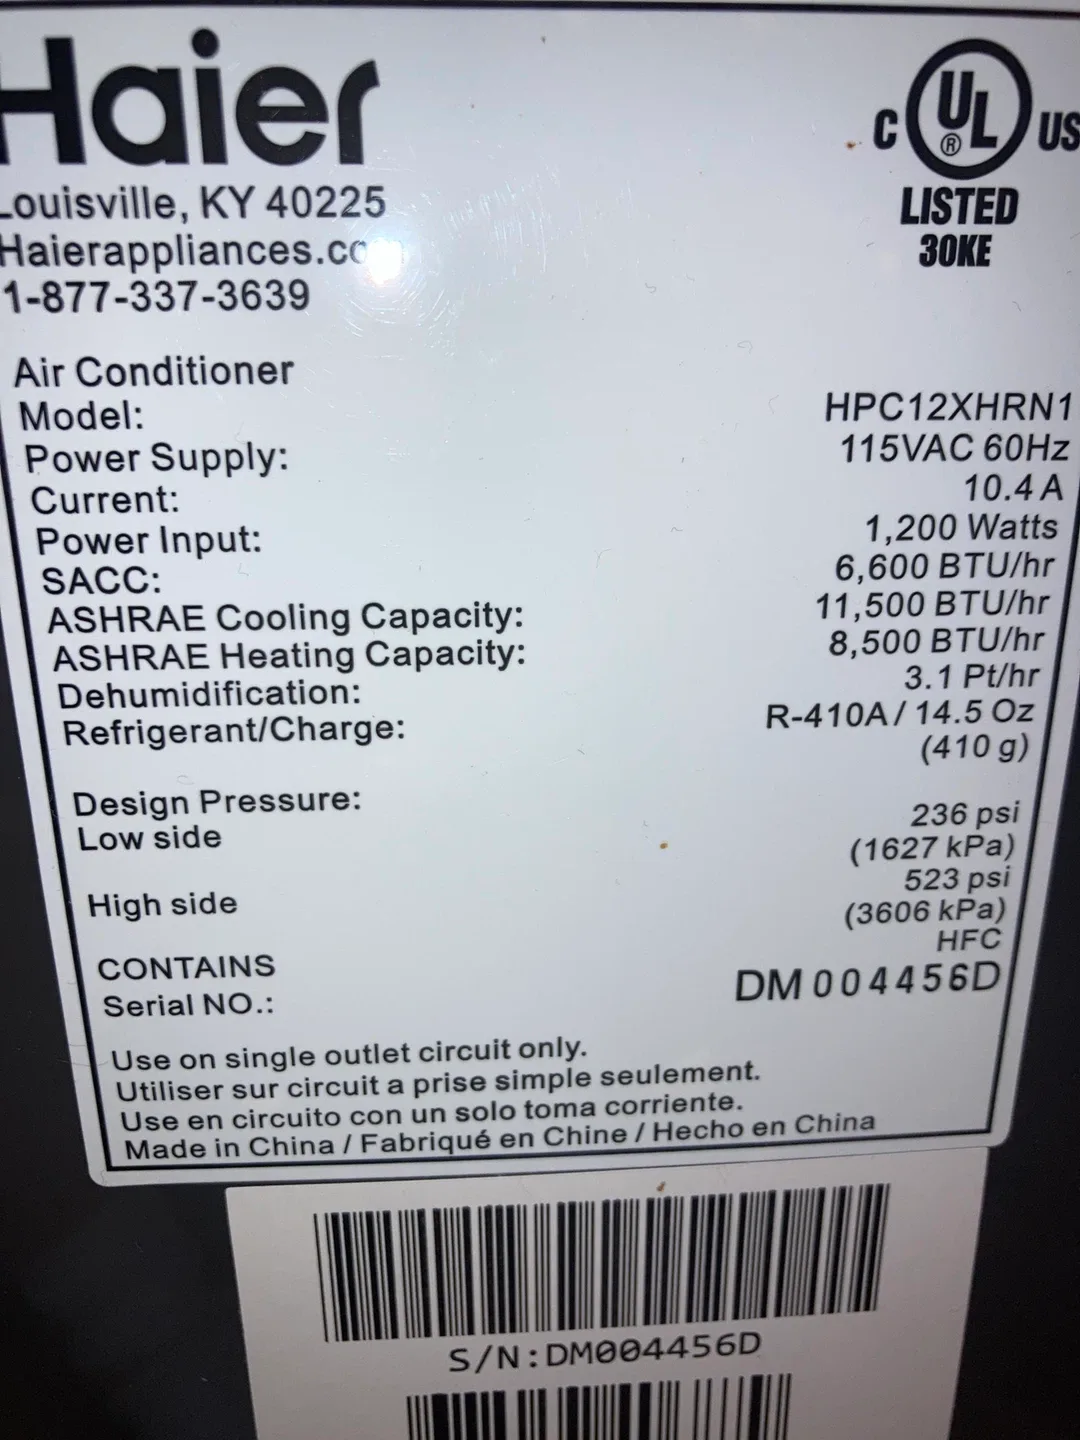 Haier
Louisville, KY 40225
Haierappliances.co
1-877-337-3639
C UL ® US
LISTED
30KE
Air Conditioner
Model: HPC12XHRN1
Power Supply: 115VAC 60Hz
Current: 10.4 A
Power Input: 1,200 Watts
SACC: 6,600 BTU/hr
ASHRAE Cooling Capacity: 11,500 BTU/hr
ASHRAE Heating Capacity: 8,500 BTU/hr
Dehumidification: 3.1 Pt/hr
Refrigerant/Charge: R-410A / 14.5 Oz
(410 g)
Design Pressure:
Low side 236 psi
(1627 kPa)
High side 523 psi
(3606 kPa)
CONTAINS HFC
Serial NO.: DM004456D
Use on single outlet circuit only.
Utiliser sur circuit a prise simple seulement.
Use en circuito con un solo toma corriente.
Made in China / Fabriqué en Chine / Hecho en China
S/N:DM004456D